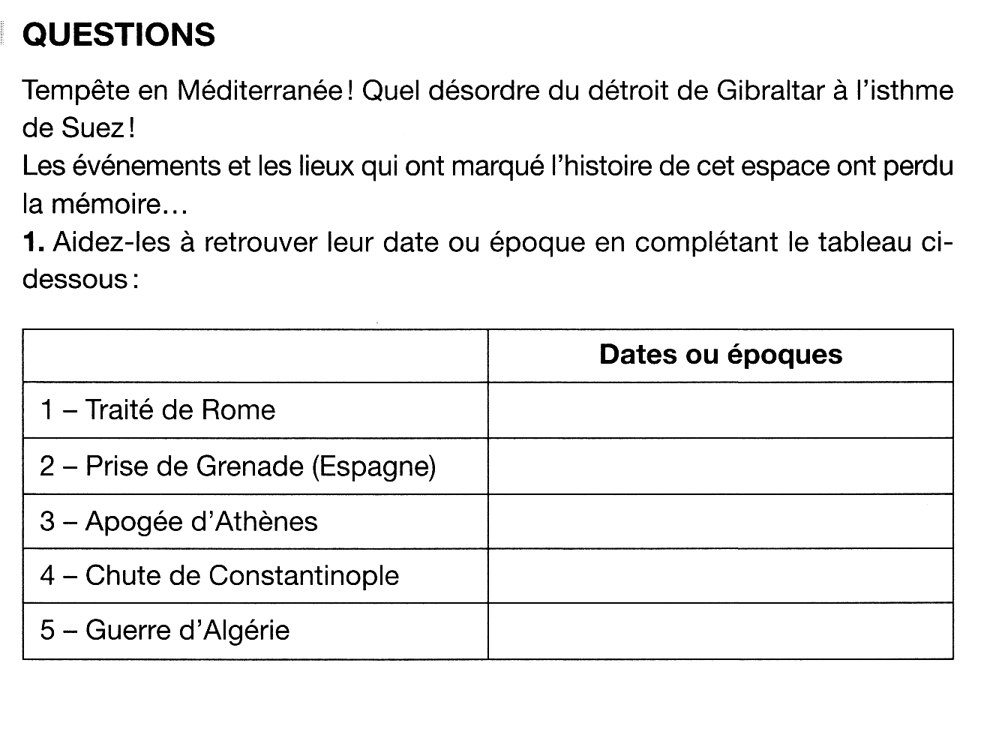 QUESTIONS
Tempête en Méditerranée! Quel désordre du détroit de Gibraltar à l'isthme
de Suez!
Les événements et les lieux qui ont marqué l'histoire de cet espace ont perdu
la mémoire...
1. Aidez-les à retrouver leur date ou époque en complétant le tableau ci-
dessous :
Dates ou époques
1 – Traité de Rome
2 – Prise de Grenade (Espagne)
3 – Apogée d'Athènes
4 – Chute de Constantinople
5 – Guerre d'Algérie